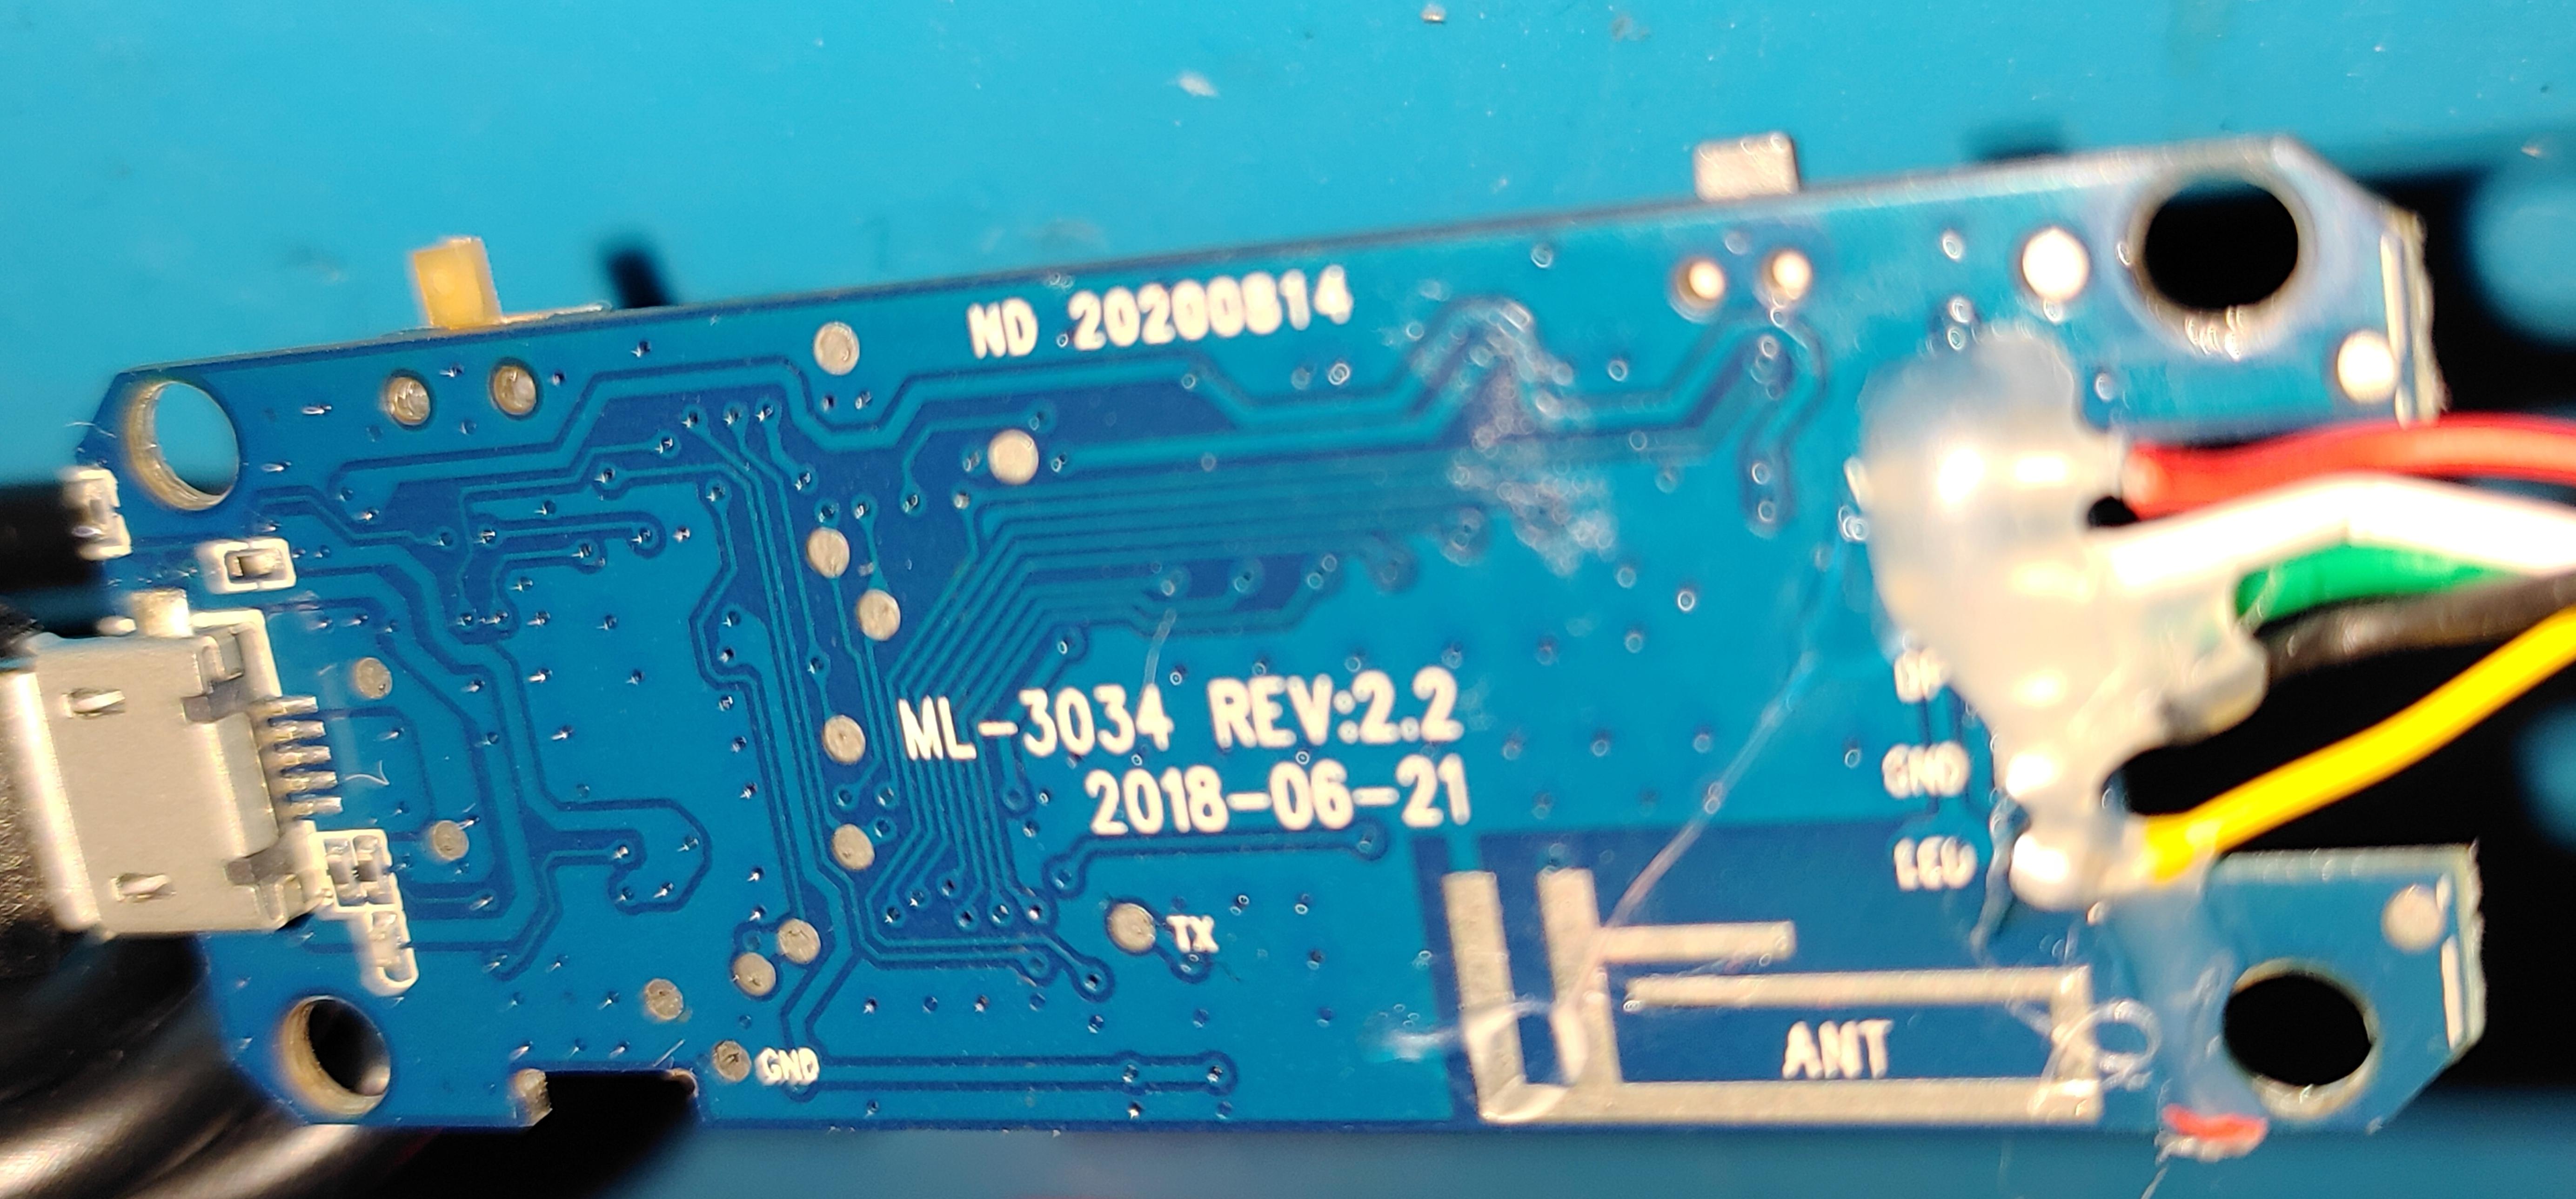 ND 20200814
ML-3034 REV:2.2
2018-06-21
GND
LED
TX
GND
ANT